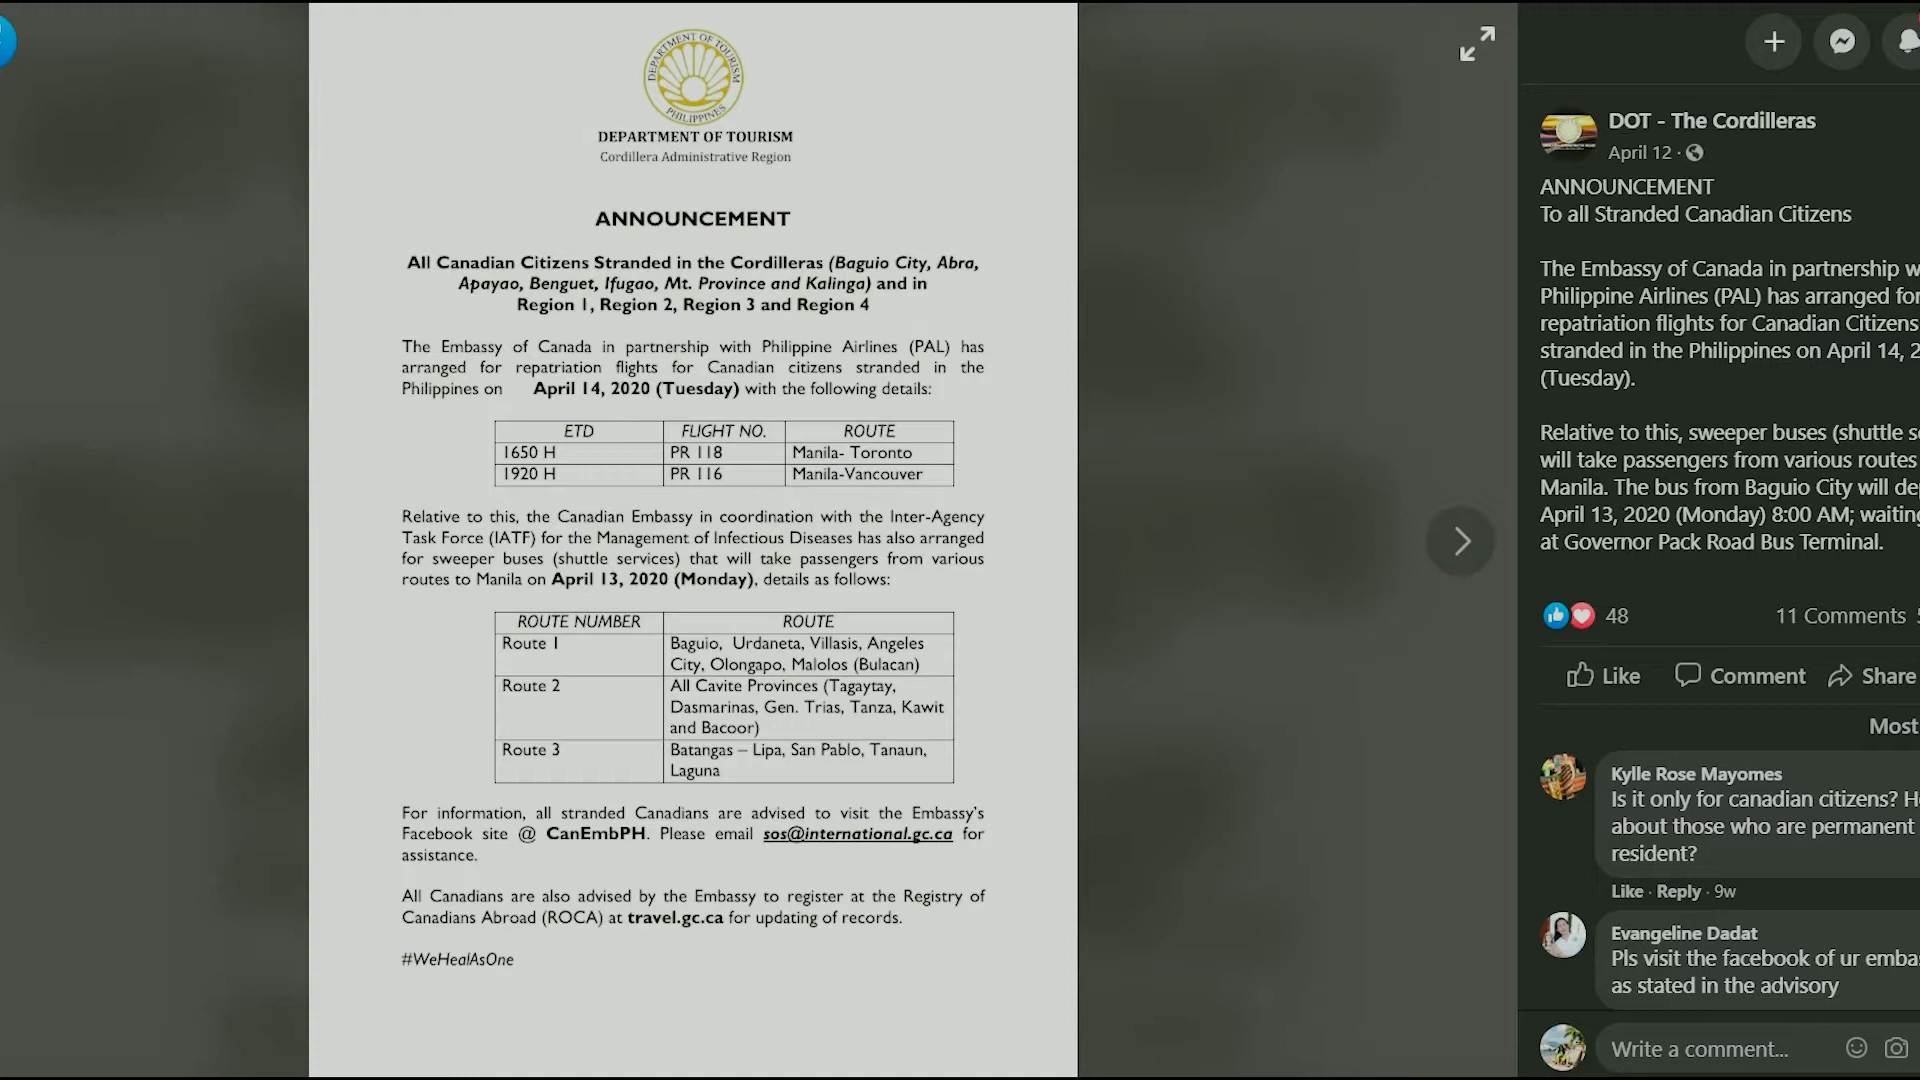 DEPARTMENT OF TOURISM
PHILIPPINES
DEPARTMENT OF TOURISM
Cordillera Administrative Region
ANNOUNCEMENT
All Canadian Citizens Stranded in the Cordilleras (Baguio City, Abra,
Apayao, Benguet, Ifugao, Mt. Province and Kalinga) and in
Region 1, Region 2, Region 3 and Region 4
The Embassy of Canada in partnership with Philippine Airlines (PAL) has
arranged for repatriation flights for Canadian citizens stranded in the
Philippines on April 14, 2020 (Tuesday) with the following details:
ETD FLIGHT NO. ROUTE
1650 H PR 118 Manila- Toronto
1920 H PR 116 Manila-Vancouver
Relative to this, the Canadian Embassy in coordination with the Inter-Agency
Task Force (IATF) for the Management of Infectious Diseases has also arranged
for sweeper buses (shuttle services) that will take passengers from various
routes to Manila on April 13, 2020 (Monday), details as follows:
ROUTE NUMBER ROUTE
Route 1 Baguio, Urdaneta, Villasis, Angeles
City, Olongapo, Malolos (Bulacan)
Route 2 All Cavite Provinces (Tagaytay,
Dasmarinas, Gen. Trias, Tanza, Kawit
and Bacoor)
Route 3 Batangas – Lipa, San Pablo, Tanaun,
Laguna
For information, all stranded Canadians are advised to visit the Embassy's
Facebook site @ CanEmbPH. Please email sos@international.gc.ca for
assistance.
All Canadians are also advised by the Embassy to register at the Registry of
Canadians Abroad (ROCA) at travel.gc.ca for updating of records.
#WeHealAsOne
DOT - The Cordilleras
April 12 ·
ANNOUNCEMENT
To all Stranded Canadian Citizens
The Embassy of Canada in partnership w
Philippine Airlines (PAL) has arranged for
repatriation flights for Canadian Citizens
stranded in the Philippines on April 14, 2
(Tuesday).
Relative to this, sweeper buses (shuttle s
will take passengers from various routes
Manila. The bus from Baguio City will de
April 13, 2020 (Monday) 8:00 AM; waiting
at Governor Pack Road Bus Terminal.
48 11 Comments 5
Like Comment Share
Most
Kylle Rose Mayomes
Is it only for canadian citizens? H
about those who are permanent
resident?
Like · Reply · 9w
Evangeline Dadat
Pls visit the facebook of ur emba
as stated in the advisory
Write a comment...